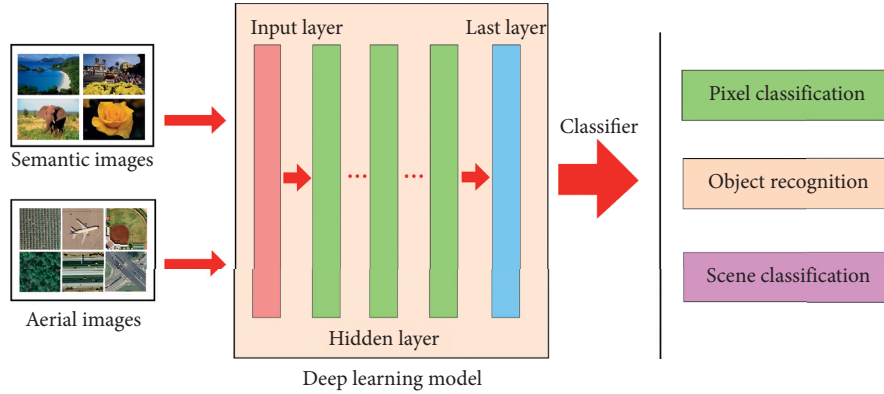 Input layer
Last layer
Semantic images
Aerial images
...
...
Hidden layer
Deep learning model
Classifier
Pixel classification
Object recognition
Scene classification